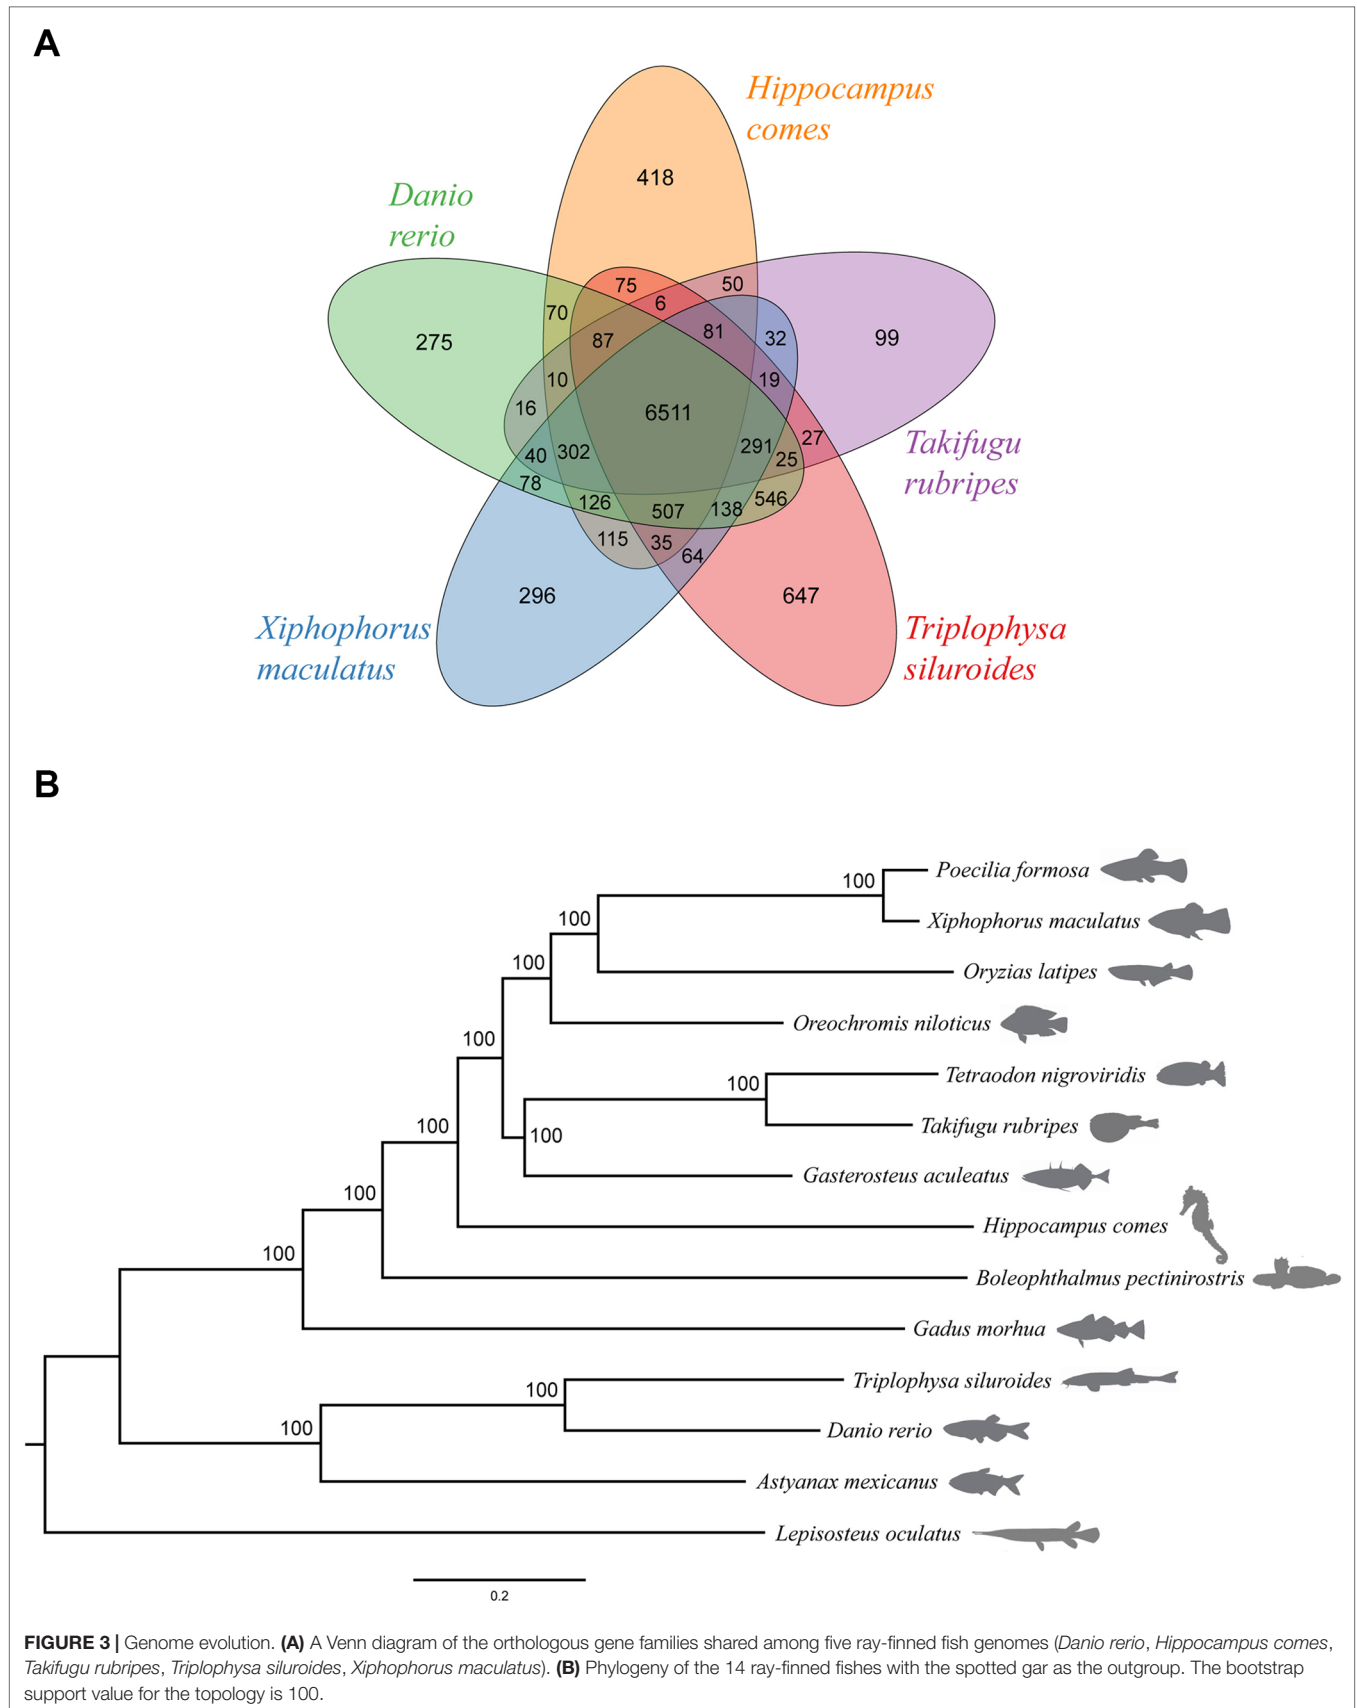 A
Hippocampus
comes
418
Danio
rerio
75
50
6
70
87
81
32
275
99
10
19
16
6511
Takifugu
rubripes
27
291
25
40
302
78
126
507
138
546
115
35
64
296
647
Xiphophorus
maculatus
Triplophysa
siluroides
B
100
Poecilia formosa
Xiphophorus maculatus
100
100
Oryzias latipes
Oreochromis niloticus
100
100
Tetraodon nigroviridis
100
Takifugu rubripes
100
Gasterosteus aculeatus
100
Hippocampus comes
100
Boleophthalmus pectinirostris
Gadus morhua
100
Triplophysa siluroides
100
Danio rerio
Astyanax mexicanus
Lepisosteus oculatus
0.2
FIGURE 3 | Genome evolution. (A) A Venn diagram of the orthologous gene families shared among five ray-finned fish genomes (Danio rerio, Hippocampus comes,
Takifugu rubripes, Triplophysa siluroides, Xiphophorus maculatus). (B) Phylogeny of the 14 ray-finned fishes with the spotted gar as the outgroup. The bootstrap
support value for the topology is 100.